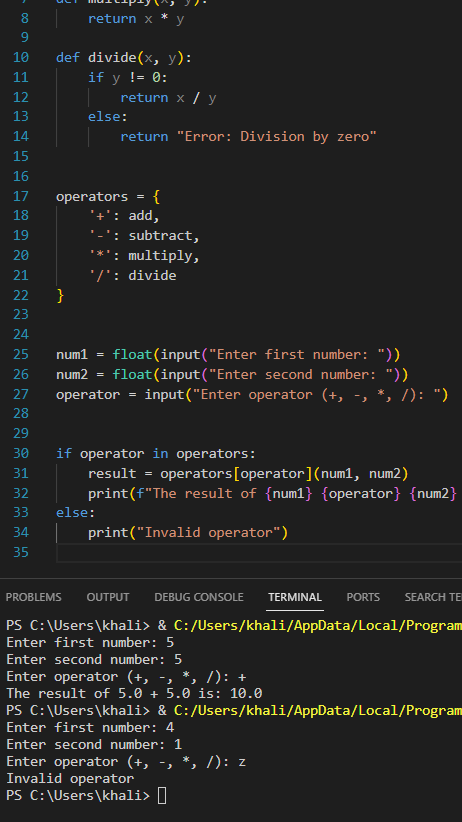 8 return x * y
9
10 def divide(x, y):
11 if y != 0:
12 return x / y
13 else:
14 return "Error: Division by zero"
15
16
17 operators = {
18 '+': add,
19 '-': subtract,
20 '*': multiply,
21 '/': divide
22 }
23
24
25 num1 = float(input("Enter first number: "))
26 num2 = float(input("Enter second number: "))
27 operator = input("Enter operator (+, -, *, /): ")
28
29
30 if operator in operators:
31 result = operators[operator](num1, num2)
32 print(f"The result of {num1} {operator} {num2}
33 else:
34 print("Invalid operator")
35
PROBLEMS OUTPUT DEBUG CONSOLE TERMINAL PORTS SEARCH TE
PS C:\Users\khali> & C:/Users/khali/AppData/Local/Program
Enter first number: 5
Enter second number: 5
Enter operator (+, -, *, /): +
The result of 5.0 + 5.0 is: 10.0
PS C:\Users\khali> & C:/Users/khali/AppData/Local/Program
Enter first number: 4
Enter second number: 1
Enter operator (+, -, *, /): z
Invalid operator
PS C:\Users\khali>